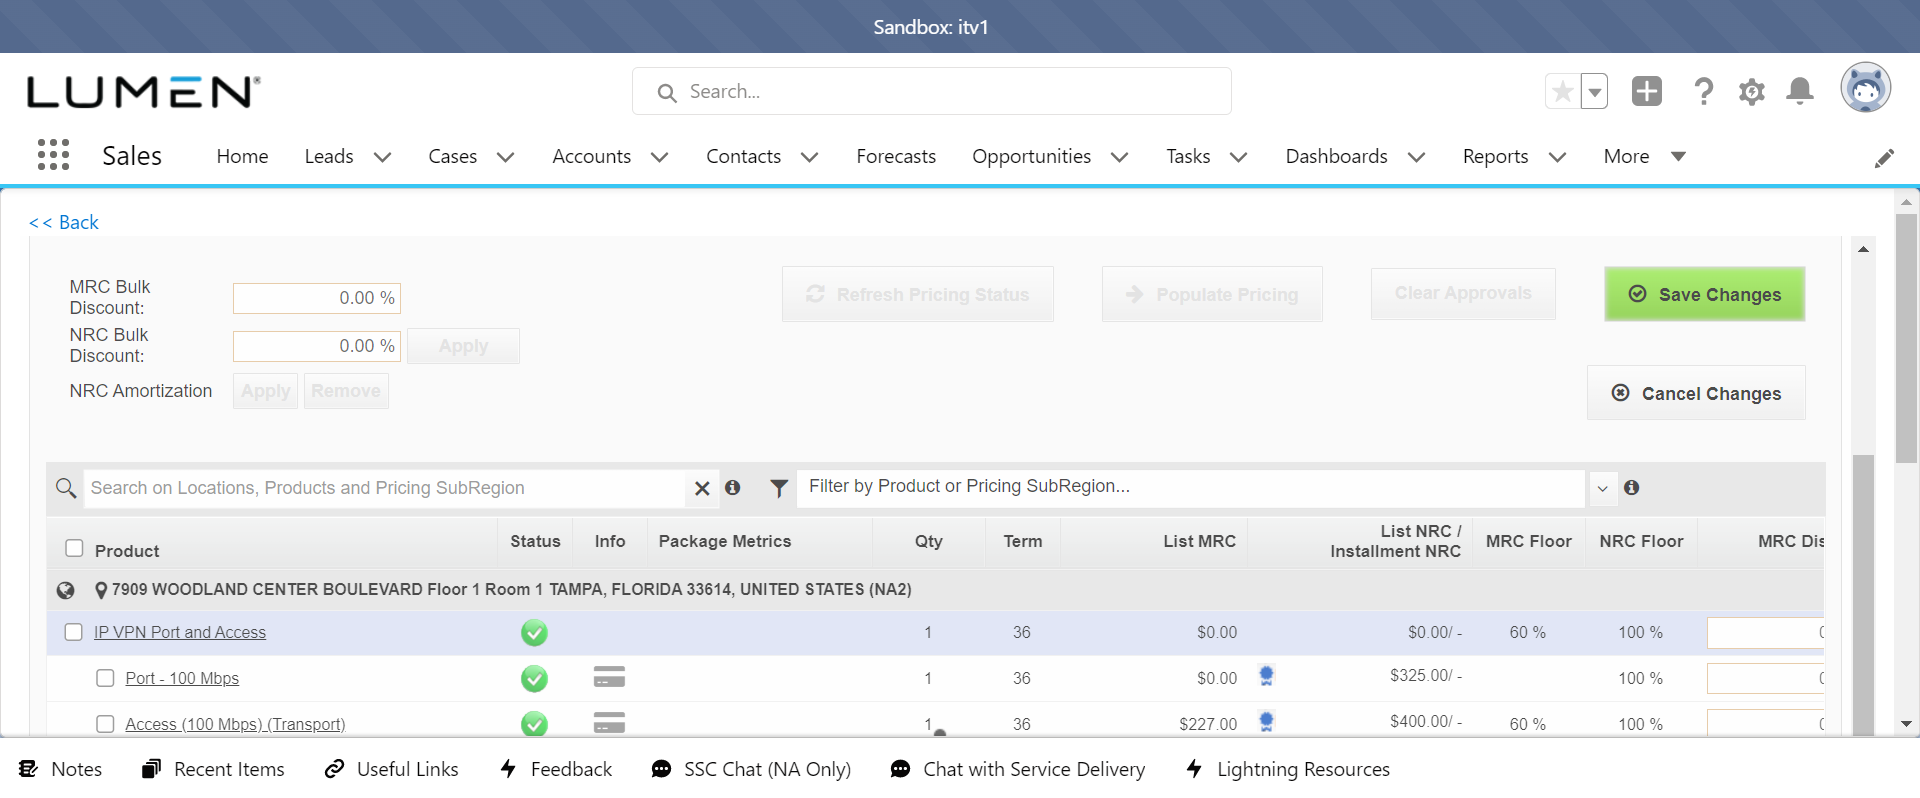 Sandbox: itv1
LUMEN
Search...
Sales
Home
Leads
Cases
Accounts
Contacts
Forecasts
Opportunities
Tasks
Dashboards
Reports
More
<< Back
MRC Bulk
Discount:
0.00 %
Refresh Pricing Status
Populate Pricing
Clear Approvals
Save Changes
NRC Bulk
Discount:
0.00 %
Apply
NRC Amortization
Apply
Remove
Cancel Changes
Search on Locations, Products and Pricing SubRegion
Filter by Product or Pricing SubRegion...
Product
Status
Info
Package Metrics
Qty
Term
List MRC
List NRC /
Installment NRC
MRC Floor
NRC Floor
MRC Dis
7909 WOODLAND CENTER BOULEVARD Floor 1 Room 1 TAMPA, FLORIDA 33614, UNITED STATES (NA2)
IP VPN Port and Access 1 36 $0.00 $0.00/ - 60 % 100 % 0
Port - 100 Mbps 1 36 $0.00 $325.00/ - 100 % 0
Access (100 Mbps) (Transport) 1 36 $227.00 $400.00/ - 60 % 100 % 0
Notes
Recent Items
Useful Links
Feedback
SSC Chat (NA Only)
Chat with Service Delivery
Lightning Resources